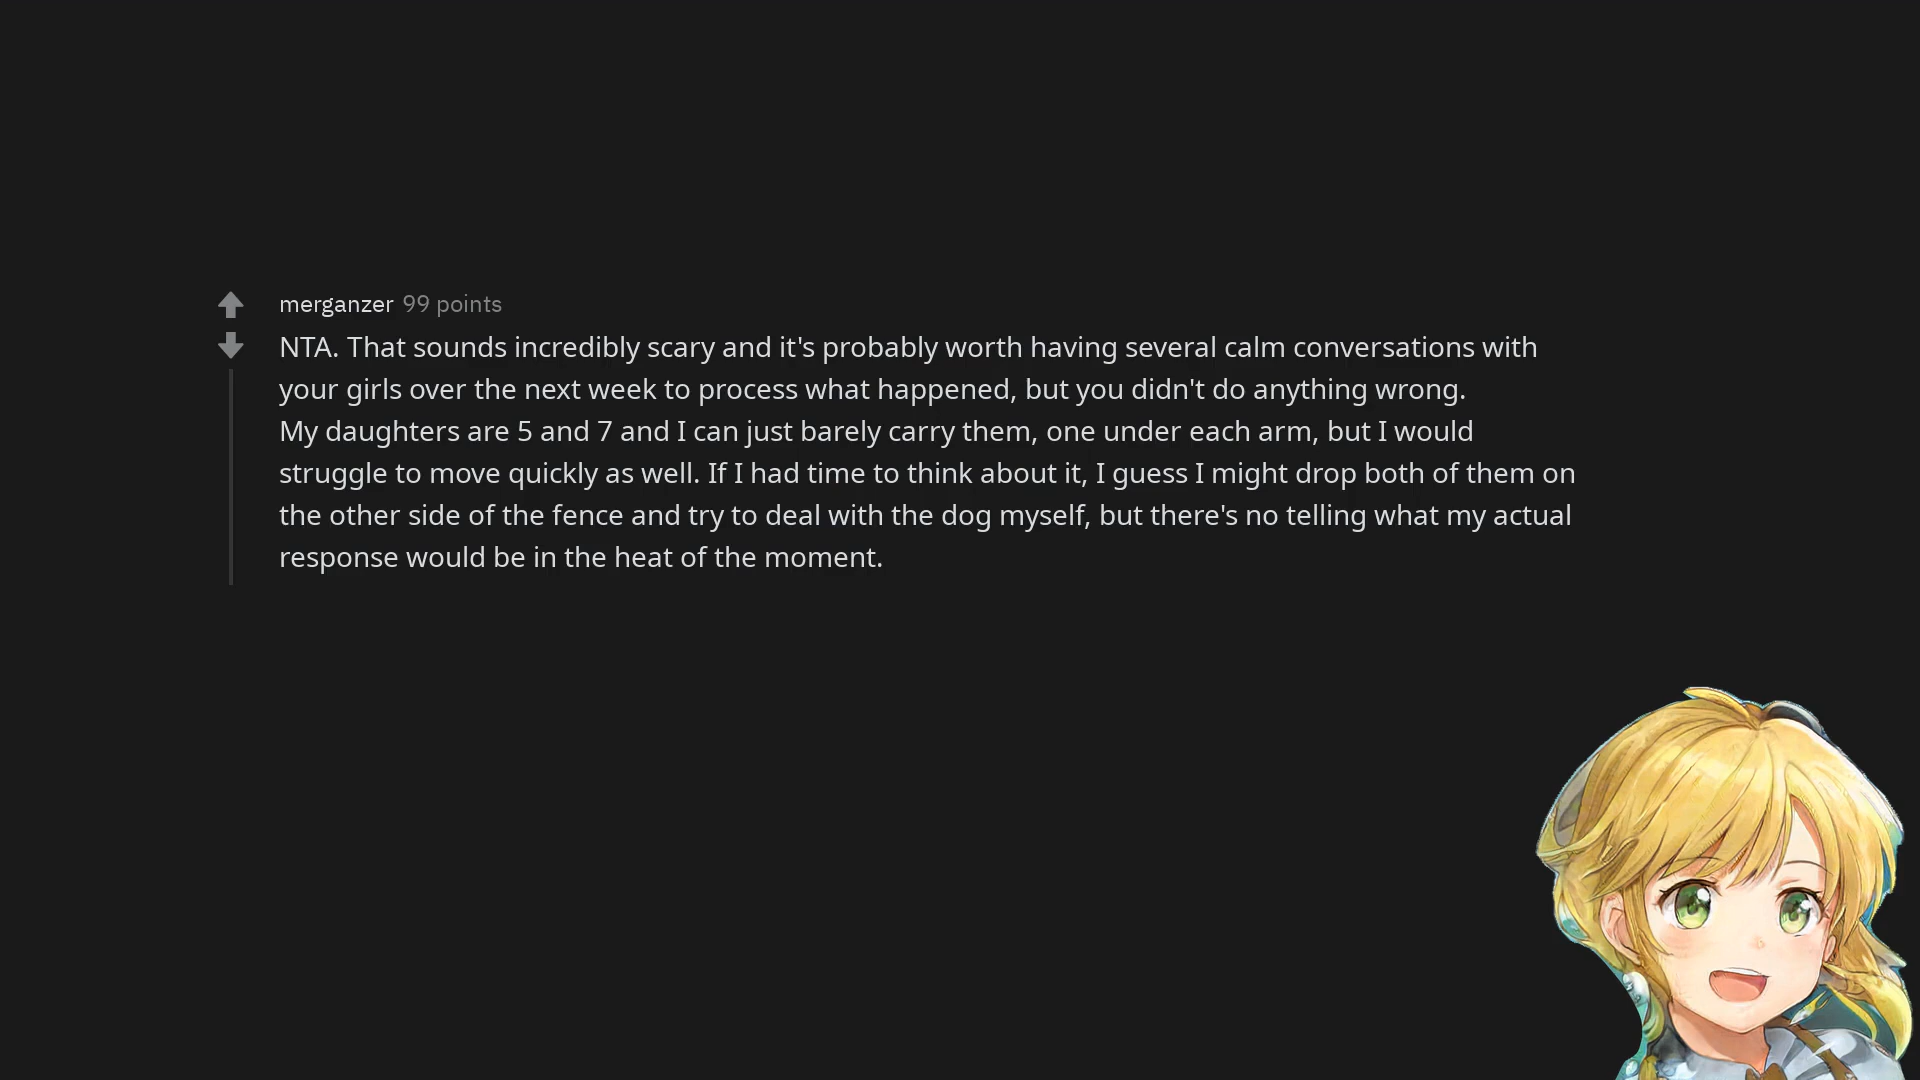 merganzer 99 points
NTA. That sounds incredibly scary and it's probably worth having several calm conversations with
your girls over the next week to process what happened, but you didn't do anything wrong.
My daughters are 5 and 7 and I can just barely carry them, one under each arm, but I would
struggle to move quickly as well. If I had time to think about it, I guess I might drop both of them on
the other side of the fence and try to deal with the dog myself, but there's no telling what my actual
response would be in the heat of the moment.